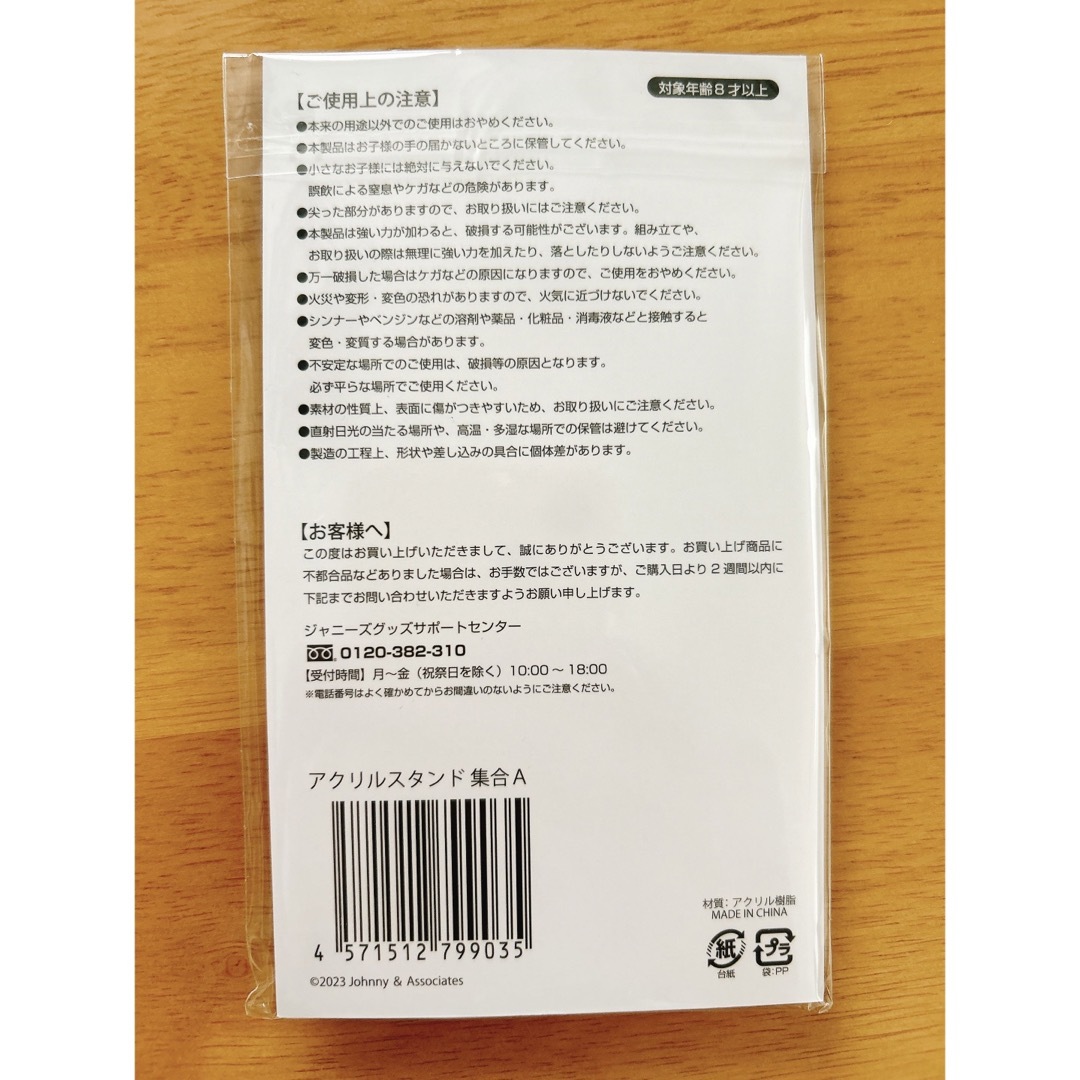 対象年齢8才以上
【ご使用上の注意】
●本来の用途以外でのご使用はおやめください。
●本製品はお子様の手の届かないところに保管してください。
●小さなお子様には絶対に与えないでください。
誤飲による窒息やケガなどの危険があります。
●尖った部分がありますので、お取り扱いにはご注意ください。
●本製品は強い力が加わると、破損する可能性がございます。組み立てや、
お取り扱いの際は無理に強い力を加えたり、落としたりしないようご注意ください。
●万一破損した場合はケガなどの原因になりますので、ご使用をおやめください。
●火災や変形・変色の恐れがありますので、火気に近づけないでください。
●シンナーやベンジンなどの溶剤や薬品・化粧品・消毒液などと接触すると
変色・変質する場合があります。
●不安定な場所でのご使用は、破損等の原因となります。
必ず平らな場所でご使用ください。
●素材の性質上、表面に傷がつきやすいため、お取り扱いにご注意ください。
●直射日光の当たる場所や、高温・多湿な場所での保管は避けてください。
●製造の工程上、形状や差し込みの具合に個体差があります。
【お客様へ】
この度はお買い上げいただきまして、誠にありがとうございます。お買い上げ商品に
不都合品などありました場合は、お手数ではございますが、ご購入日より2週間以内に
下記までお問い合わせいただきますようお願い申し上げます。
ジャニーズグッズサポートセンター
0120-382-310
【受付時間】月〜金(祝祭日を除く)10:00〜18:00
※電話番号はよく確かめてからお間違いのないようにご注意ください。
アクリルスタンド 集合A
4 571512 799035
©2023 Johnny & Associates
材質:アクリル樹脂
MADE IN CHINA
紙
台紙
プラ
袋:PP